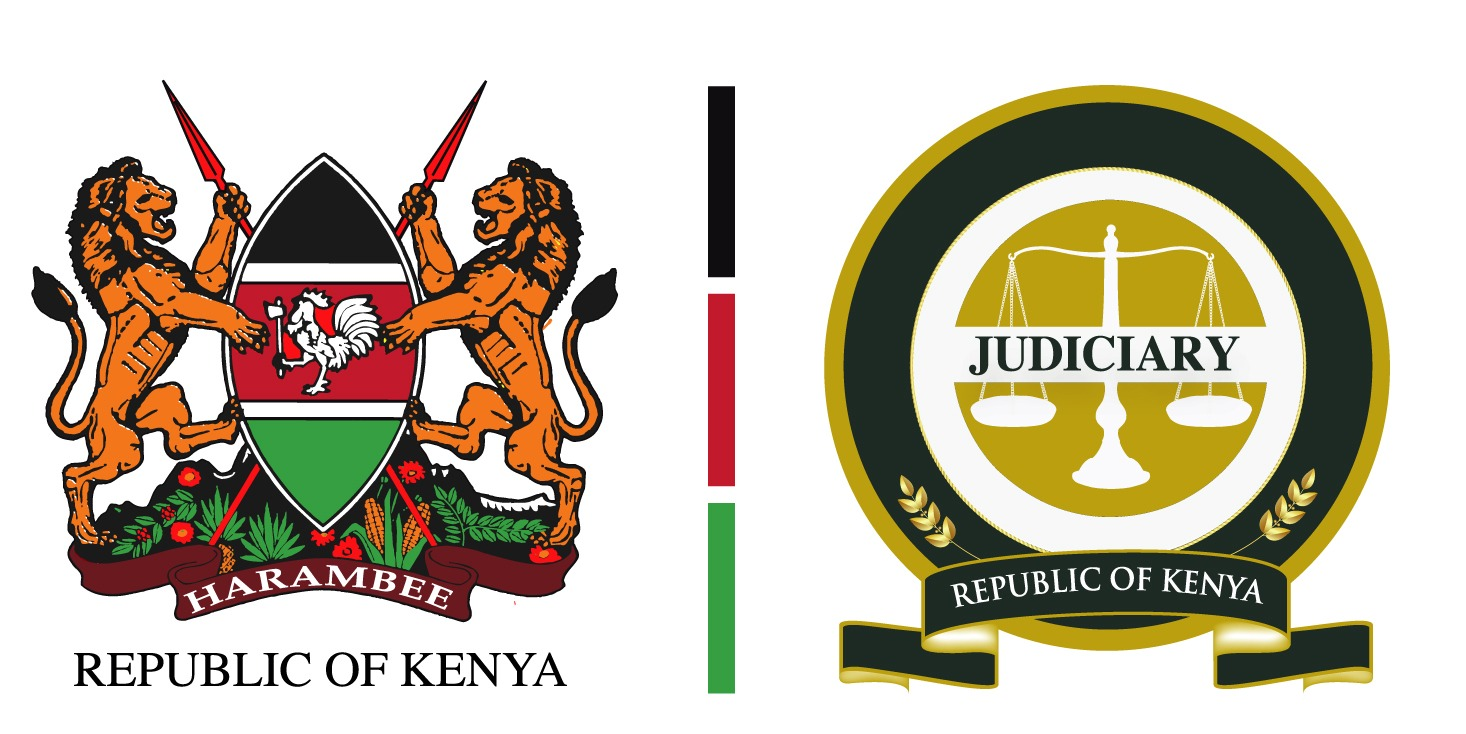 HARAMBEE
REPUBLIC OF KENYA
JUDICIARY
REPUBLIC OF KENYA